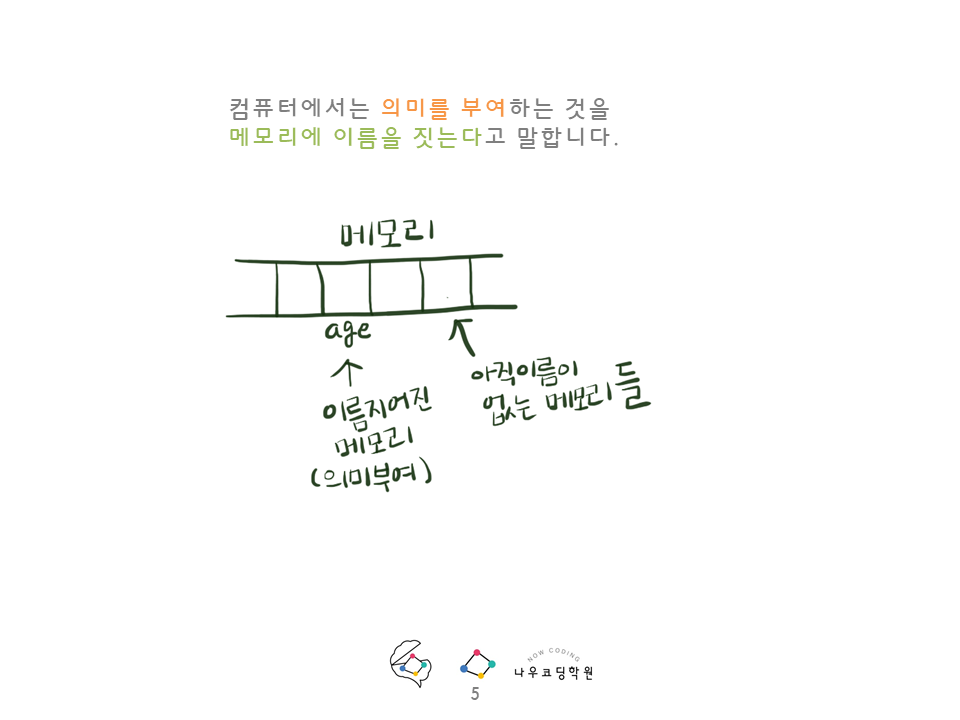 컴퓨터에서는 의미를 부여하는 것을
메모리에 이름을 짓는다고 말합니다.
메모리
age
이름지어진
메모리
(의미부여)
아직이름이
없는 메모리들
NOW CODING
나우코딩학원
5